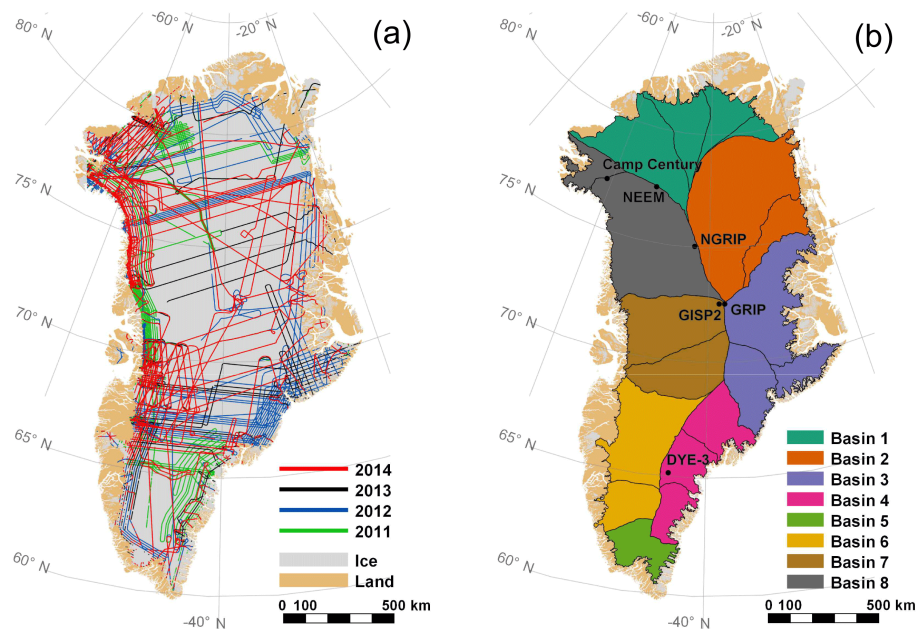 (a)
-60° N
-20° N
80° N
75° N
70° N
65° N
60° N
-40° N
2014
2013
2012
2011
Ice
Land
0 100 500 km
(b)
-60° N
-20° N
80° N
75° N
70° N
65° N
60° N
-40° N
Camp Century
NEEM
NGRIP
GISP2
GRIP
DYE-3
Basin 1
Basin 2
Basin 3
Basin 4
Basin 5
Basin 6
Basin 7
Basin 8
0 100 500 km